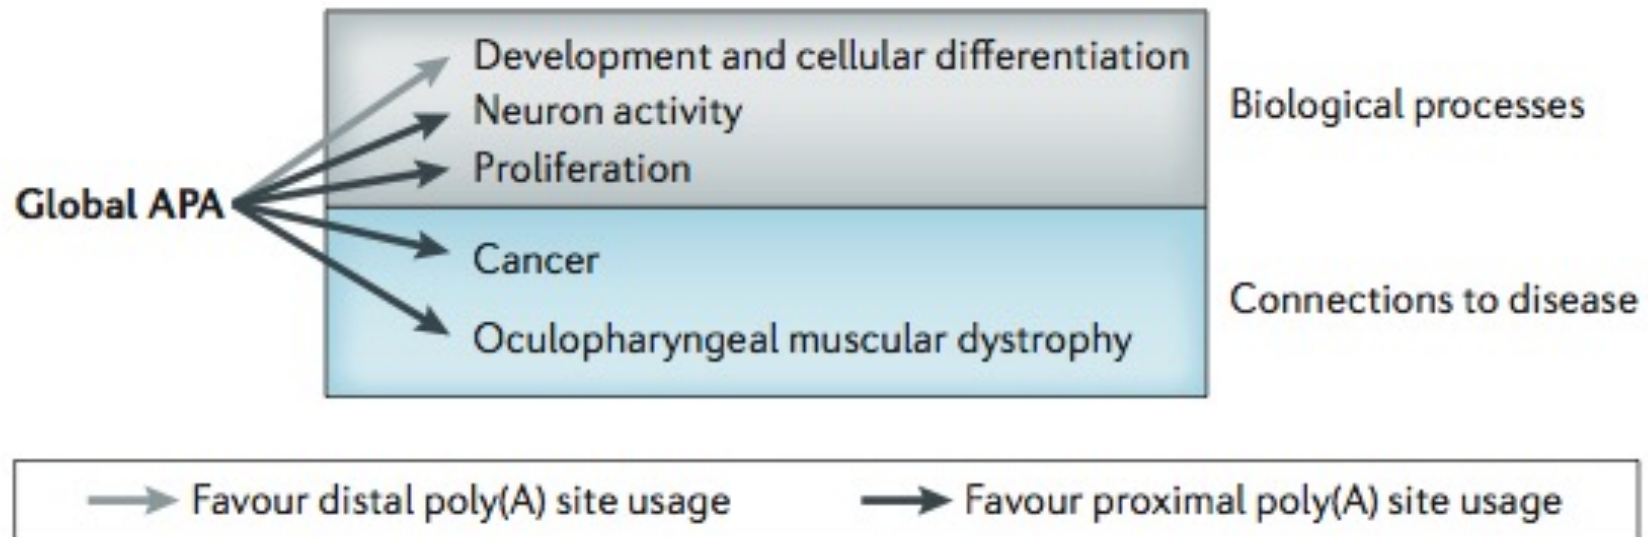 Development and cellular differentiation
Neuron activity
Proliferation
Biological processes
Global APA
Cancer
Oculopharyngeal muscular dystrophy
Connections to disease
Favour distal poly(A) site usage
Favour proximal poly(A) site usage